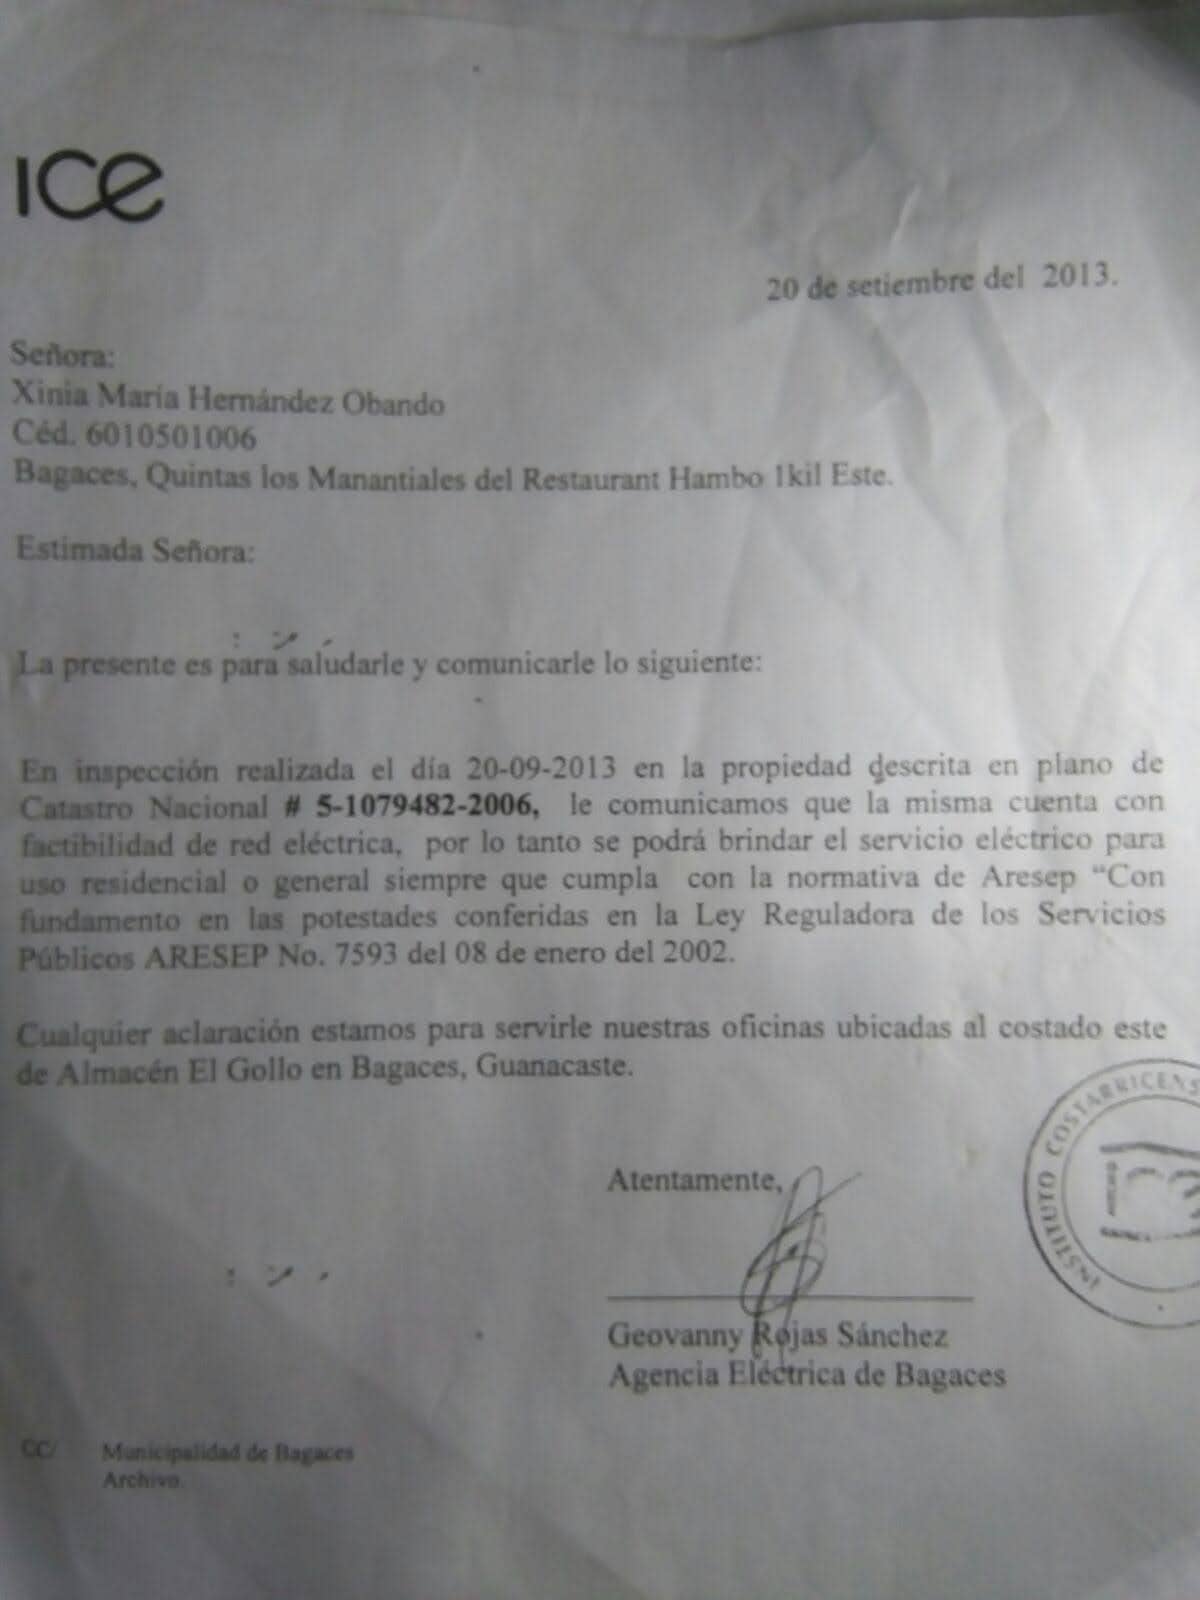 ice
20 de setiembre del 2013.
Señora:
Xinia María Hernández Obando
Céd. 6010501006
Bagaces, Quintas los Manantiales del Restaurant Hambo 1kil Este.
Estimada Señora:
La presente es para saludarle y comunicarle lo siguiente:
En inspección realizada el día 20-09-2013 en la propiedad descrita en plano de
Catastro Nacional # 5-1079482-2006, le comunicamos que la misma cuenta con
factibilidad de red eléctrica, por lo tanto se podrá brindar el servicio eléctrico para
uso residencial o general siempre que cumpla con la normativa de Aresep “Con
fundamento en las potestades conferidas en la Ley Reguladora de los Servicios
Públicos ARESEP No. 7593 del 08 de enero del 2002.
Cualquier aclaración estamos para servirle nuestras oficinas ubicadas al costado este
de Almacén El Gollo en Bagaces, Guanacaste.
INSTITUTO COSTARRICENS
Atentamente,
Geovanny Rojas Sánchez
Agencia Eléctrica de Bagaces
CC/ Municipalidad de Bagaces
Archivo.